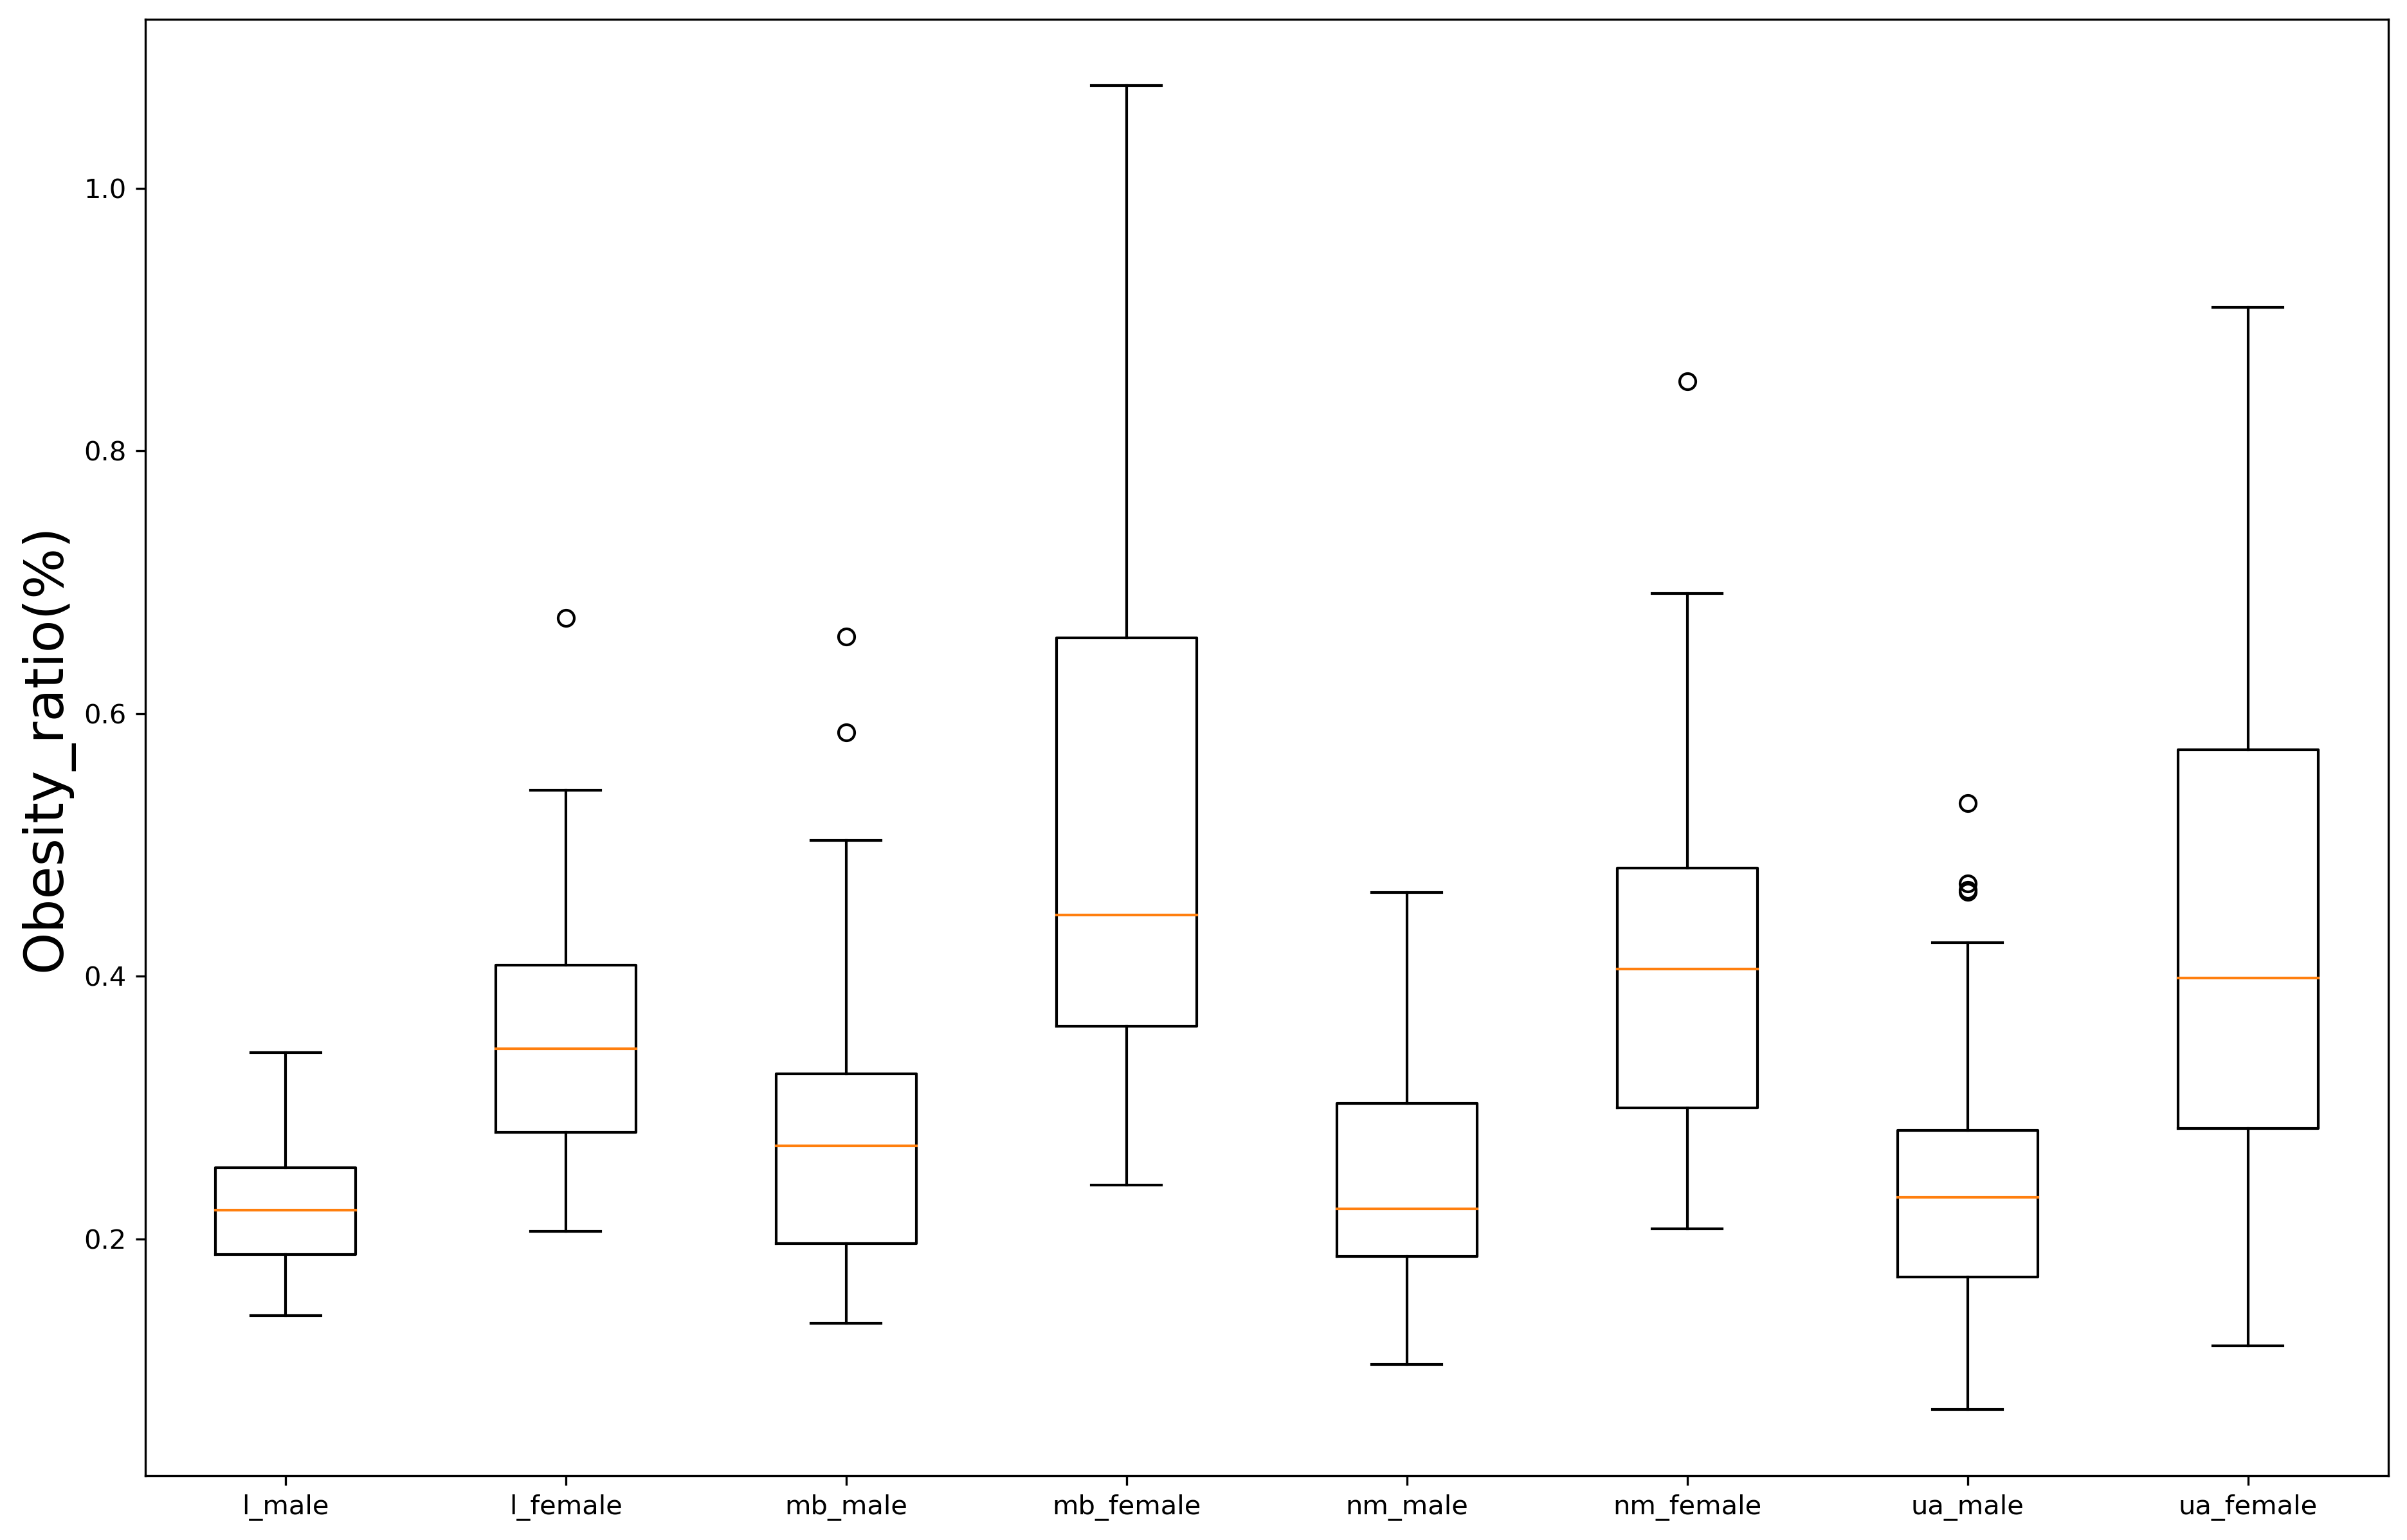 Obesity_ratio(%)
1.0
0.8
0.6
0.4
0.2
l_male l_female mb_male mb_female nm_male nm_female ua_male ua_female